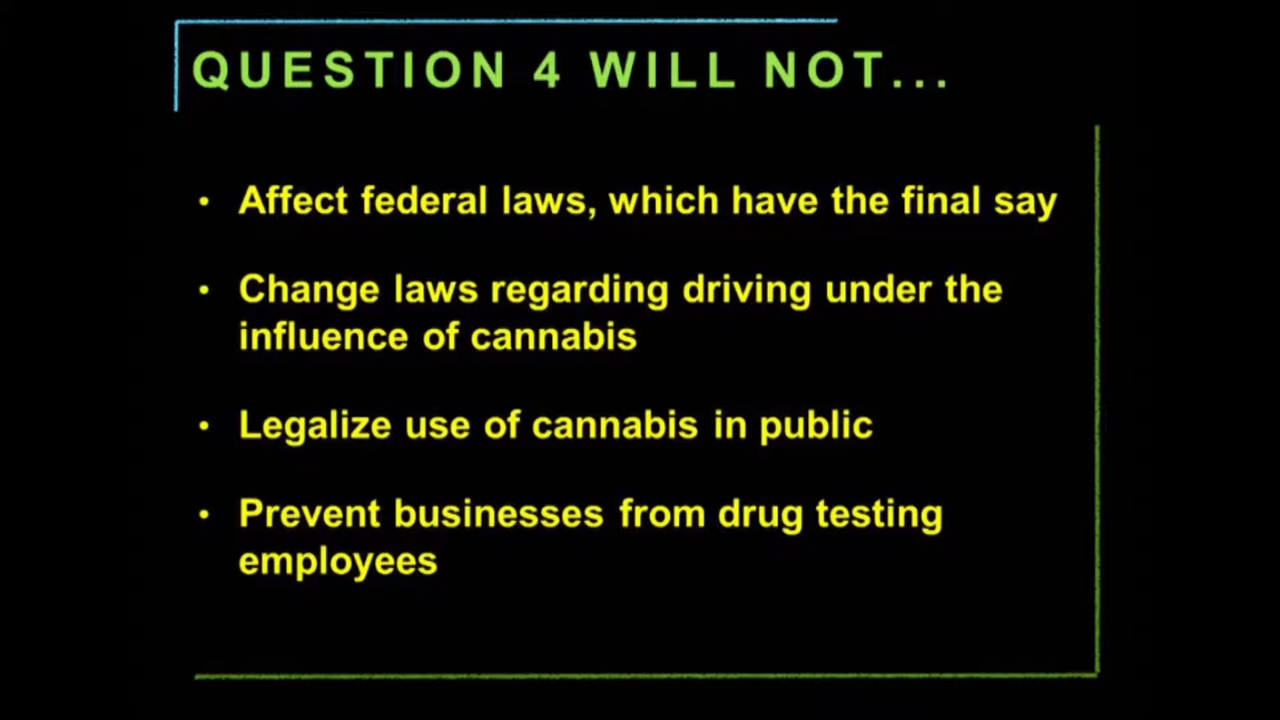 QUESTION 4 WILL NOT...
• Affect federal laws, which have the final say
• Change laws regarding driving under the
influence of cannabis
• Legalize use of cannabis in public
• Prevent businesses from drug testing
employees